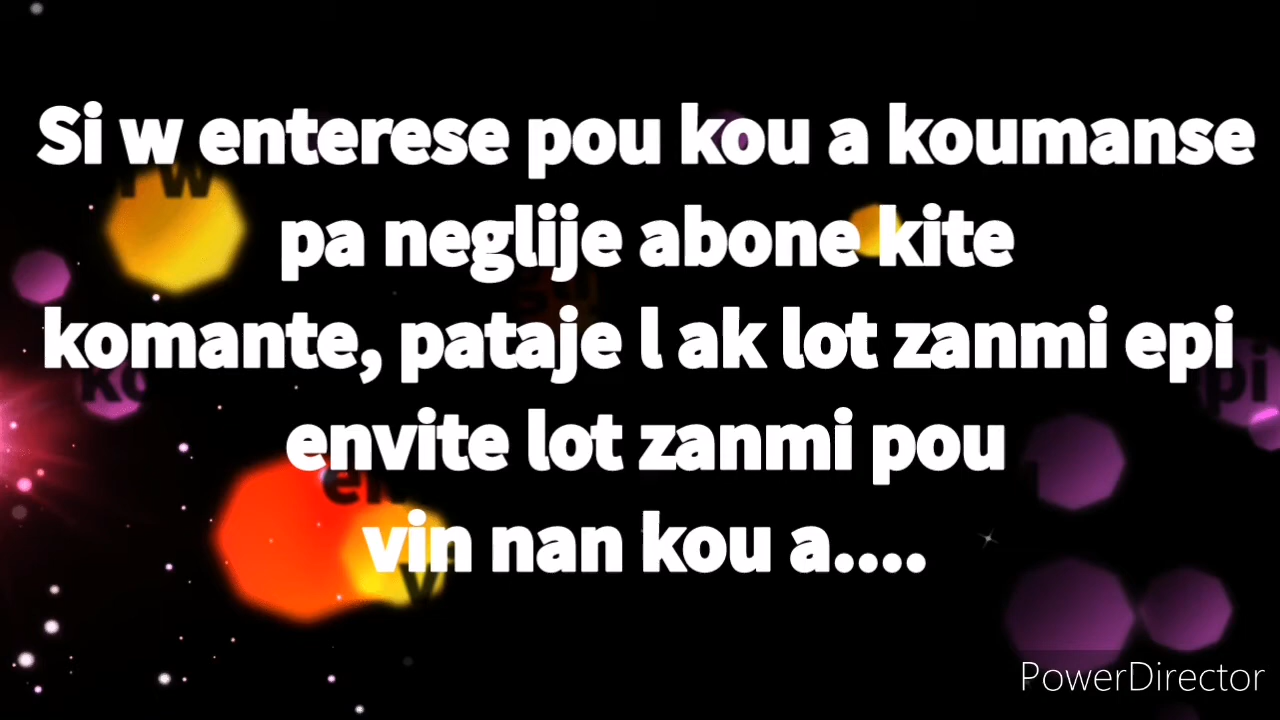 Si w enterese pou kou a koumanse
pa neglije abone kite
komante, pataje l ak lot zanmi epi
envite lot zanmi pou
vin nan kou a....
PowerDirector